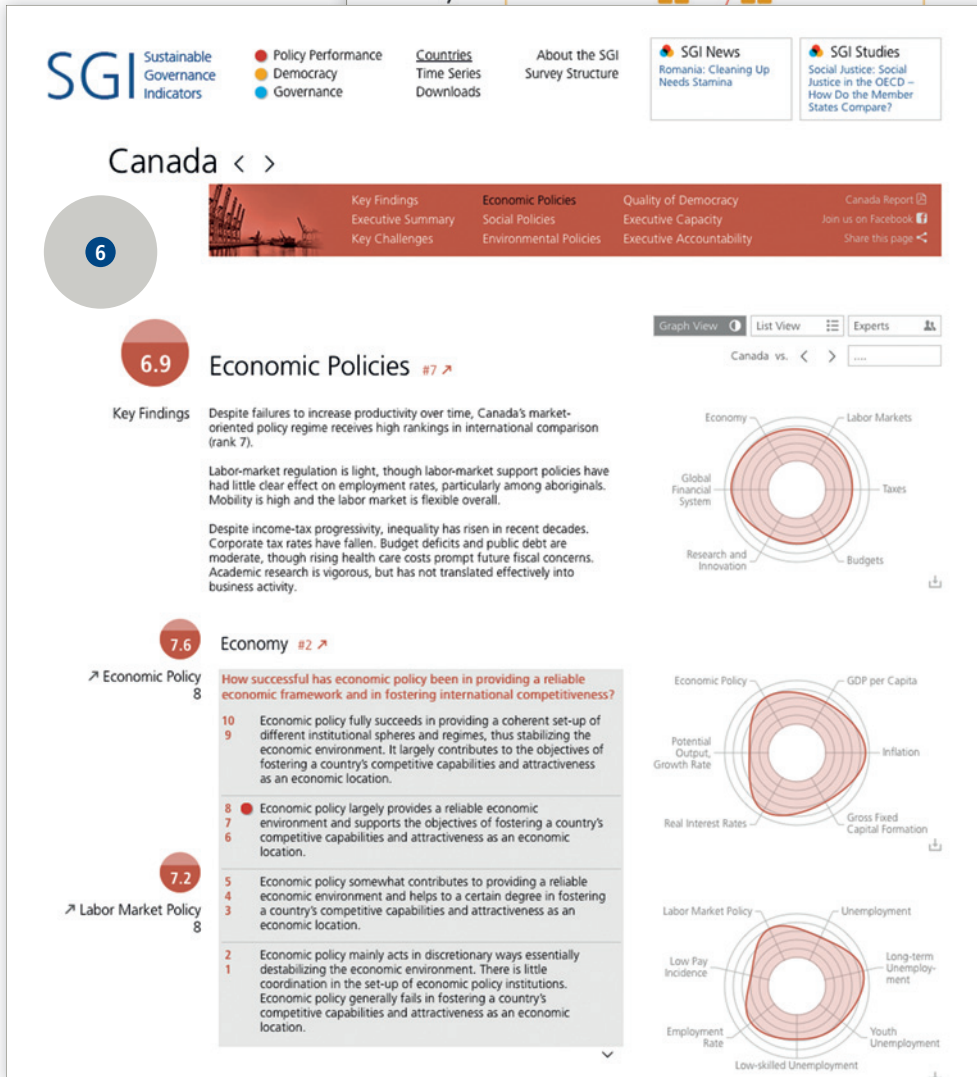 SGI
Sustainable
Governance
Indicators
Policy Performance
Democracy
Governance
Countries
Time Series
Downloads
About the SGI
Survey Structure
SGI News
Romania: Cleaning Up
Needs Stamina
SGI Studies
Social Justice: Social
Justice in the OECD –
How Do the Member
States Compare?
Canada < >
Key Findings
Executive Summary
Key Challenges
Economic Policies
Social Policies
Environmental Policies
Quality of Democracy
Executive Capacity
Executive Accountability
Canada Report
Join us on Facebook
Share this page
6
Graph View
List View
Experts
Canada vs. < > ....
6.9
Economic Policies #7 ↗
Key Findings
Despite failures to increase productivity over time, Canada's market-
oriented policy regime receives high rankings in international comparison
(rank 7).
Labor-market regulation is light, though labor-market support policies have
had little clear effect on employment rates, particularly among aboriginals.
Mobility is high and the labor market is flexible overall.
Despite income-tax progressivity, inequality has risen in recent decades.
Corporate tax rates have fallen. Budget deficits and public debt are
moderate, though rising health care costs prompt future fiscal concerns.
Academic research is vigorous, but has not translated effectively into
business activity.
Economy
Labor Markets
Global
Financial
System
Taxes
Research and
Innovation
Budgets
7.6
Economy #2 ↗
↗ Economic Policy
8
How successful has economic policy been in providing a reliable
economic framework and in fostering international competitiveness?
10 Economic policy fully succeeds in providing a coherent set-up of
9 different institutional spheres and regimes, thus stabilizing the
economic environment. It largely contributes to the objectives of
fostering a country's competitive capabilities and attractiveness
as an economic location.
8 Economic policy largely provides a reliable economic
7 environment and supports the objectives of fostering a country's
6 competitive capabilities and attractiveness as an economic
location.
5 Economic policy somewhat contributes to providing a reliable
4 economic environment and helps to a certain degree in fostering
3 a country's competitive capabilities and attractiveness as an
economic location.
2 Economic policy mainly acts in discretionary ways essentially
1 destabilizing the economic environment. There is little
coordination in the set-up of economic policy institutions.
Economic policy generally fails in fostering a country's
competitive capabilities and attractiveness as an economic
location.
7.2
↗ Labor Market Policy
8
Economic Policy
GDP per Capita
Potential
Output,
Growth Rate
Inflation
Real Interest Rates
Gross Fixed
Capital Formation
Labor Market Policy
Unemployment
Low Pay
Incidence
Long-term
Unemploy-
ment
Employment
Rate
Youth
Unemployment
Low-skilled Unemployment